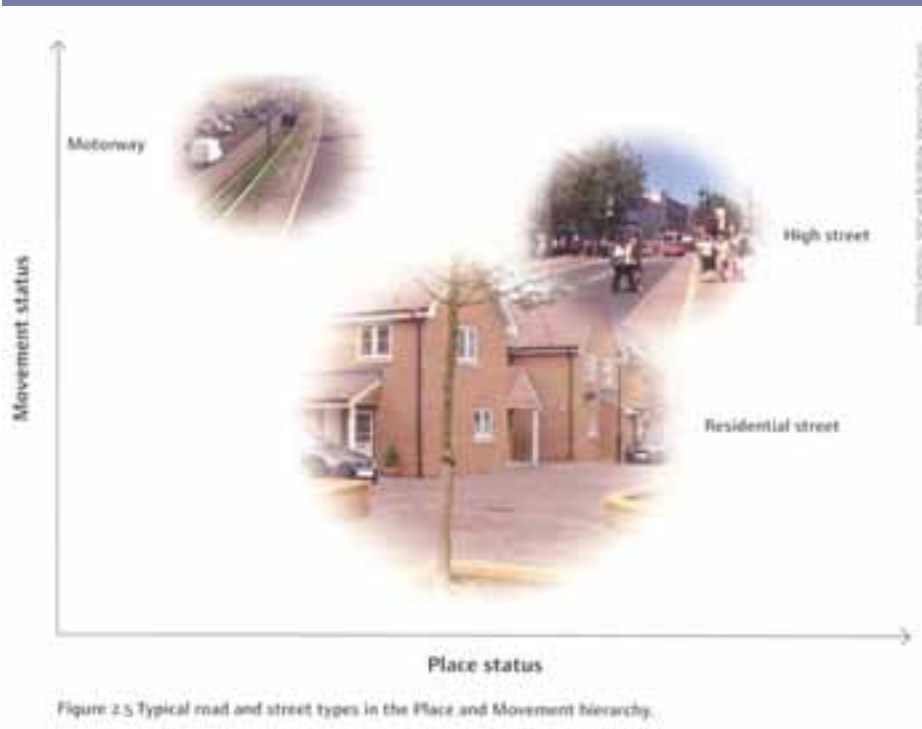 Motorway
High street
Movement status
Residential street
Place status
Figure 2.5 Typical road and street types in the Place and Movement hierarchy.